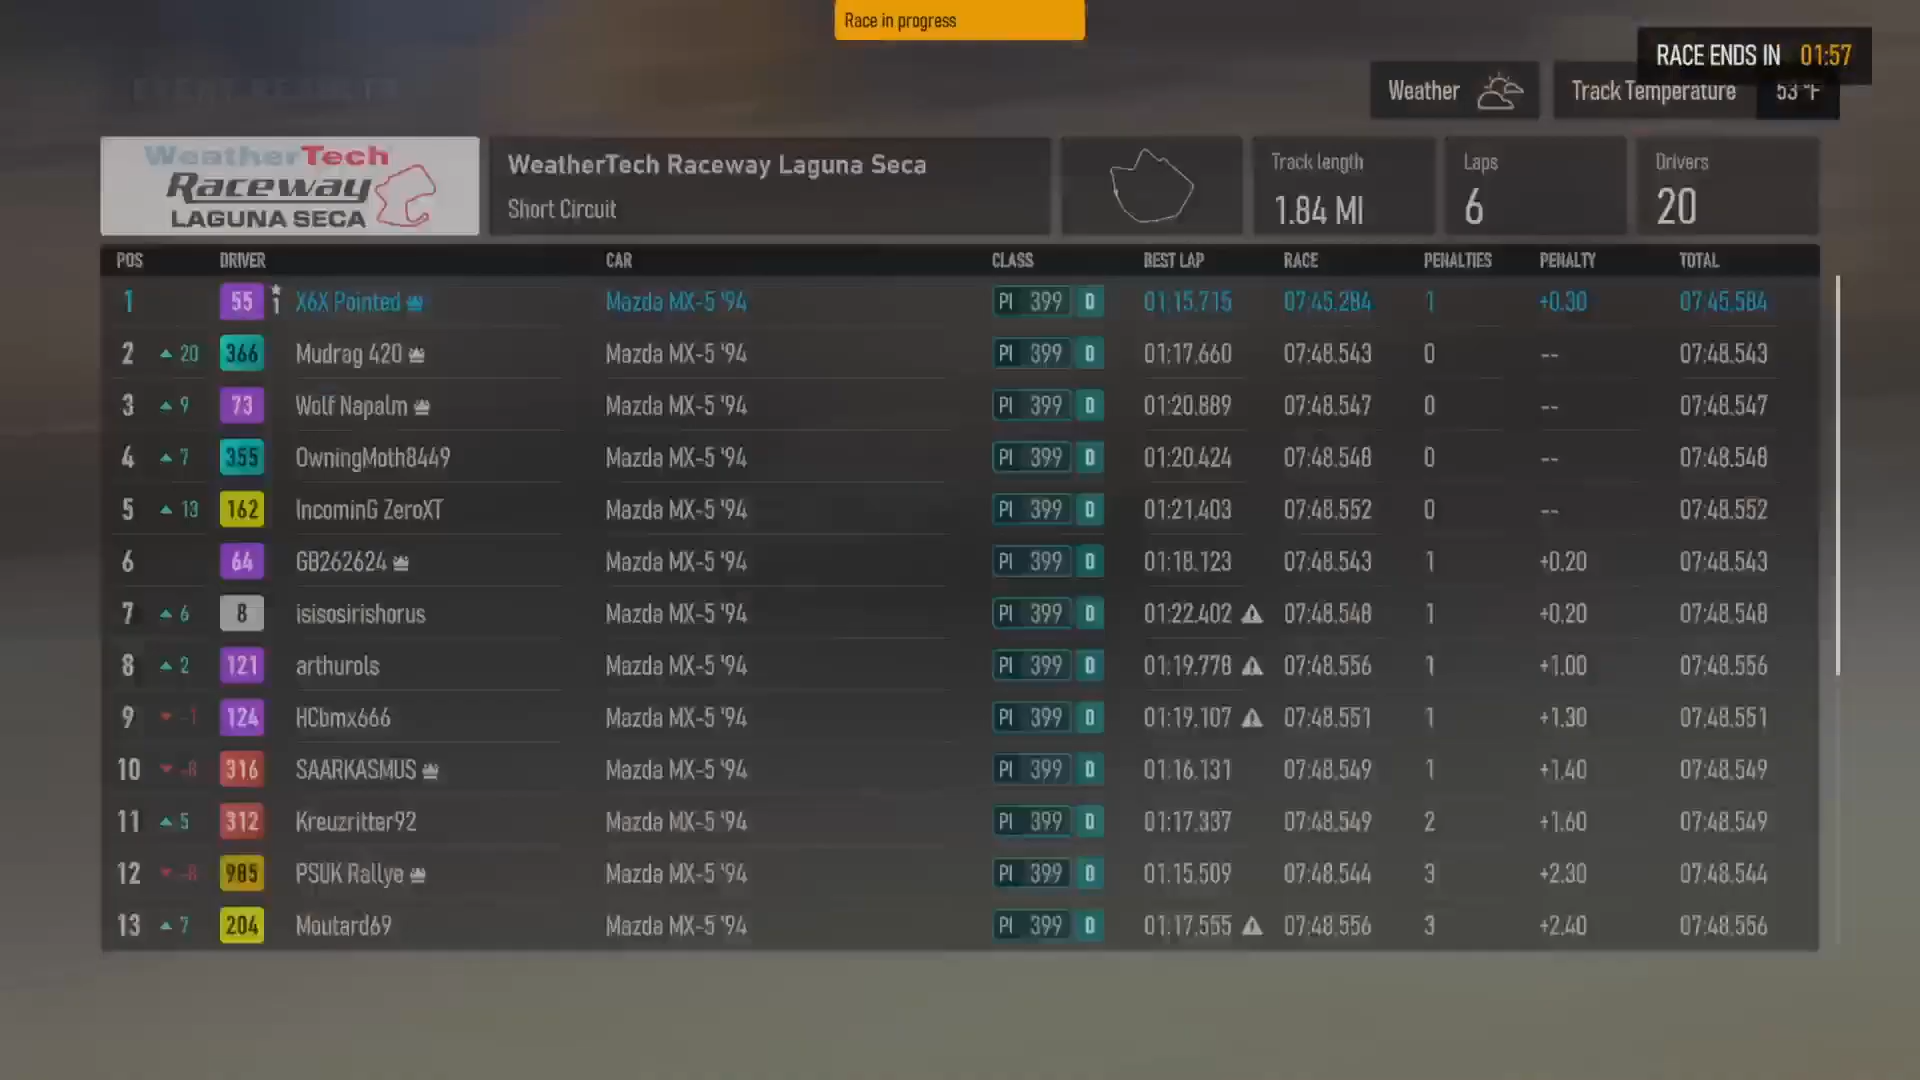 Race in progress
RACE ENDS IN 01:57
EVENT RESULTS
Weather
Track Temperature 53 °F
WeatherTech
Raceway
LAGUNA SECA
WeatherTech Raceway Laguna Seca
Short Circuit
Track length
1.84 MI
Laps
6
Drivers
20
POS DRIVER CAR CLASS BEST LAP RACE PENALTIES PENALTY TOTAL
1 55 1 X6X Pointed Mazda MX-5 '94 PI 399 D 01:15.715 07:45.284 1 +0.30 07:45.584
2 20 366 Mudrag 420 Mazda MX-5 '94 PI 399 D 01:17.660 07:48.543 0 -- 07:48.543
3 9 73 Wolf Napalm Mazda MX-5 '94 PI 399 D 01:20.889 07:48.547 0 -- 07:48.547
4 7 355 OwningMoth8449 Mazda MX-5 '94 PI 399 D 01:20.424 07:48.548 0 -- 07:48.548
5 13 162 IncominG ZeroXT Mazda MX-5 '94 PI 399 D 01:21.403 07:48.552 0 -- 07:48.552
6 64 GB262624 Mazda MX-5 '94 PI 399 D 01:18.123 07:48.543 1 +0.20 07:48.543
7 6 8 isisosirishorus Mazda MX-5 '94 PI 399 D 01:22.402 07:48.548 1 +0.20 07:48.548
8 2 121 arthurols Mazda MX-5 '94 PI 399 D 01:19.778 07:48.556 1 +1.00 07:48.556
9 -1 124 HCbmx666 Mazda MX-5 '94 PI 399 D 01:19.107 07:48.551 1 +1.30 07:48.551
10 -8 316 SAARKASMUS Mazda MX-5 '94 PI 399 D 01:16.131 07:48.549 1 +1.40 07:48.549
11 5 312 Kreuzritter92 Mazda MX-5 '94 PI 399 D 01:17.337 07:48.549 2 +1.60 07:48.549
12 -8 985 PSUK Rallye Mazda MX-5 '94 PI 399 D 01:15.509 07:48.544 3 +2.30 07:48.544
13 7 204 Moutard69 Mazda MX-5 '94 PI 399 D 01:17.555 07:48.556 3 +2.40 07:48.556